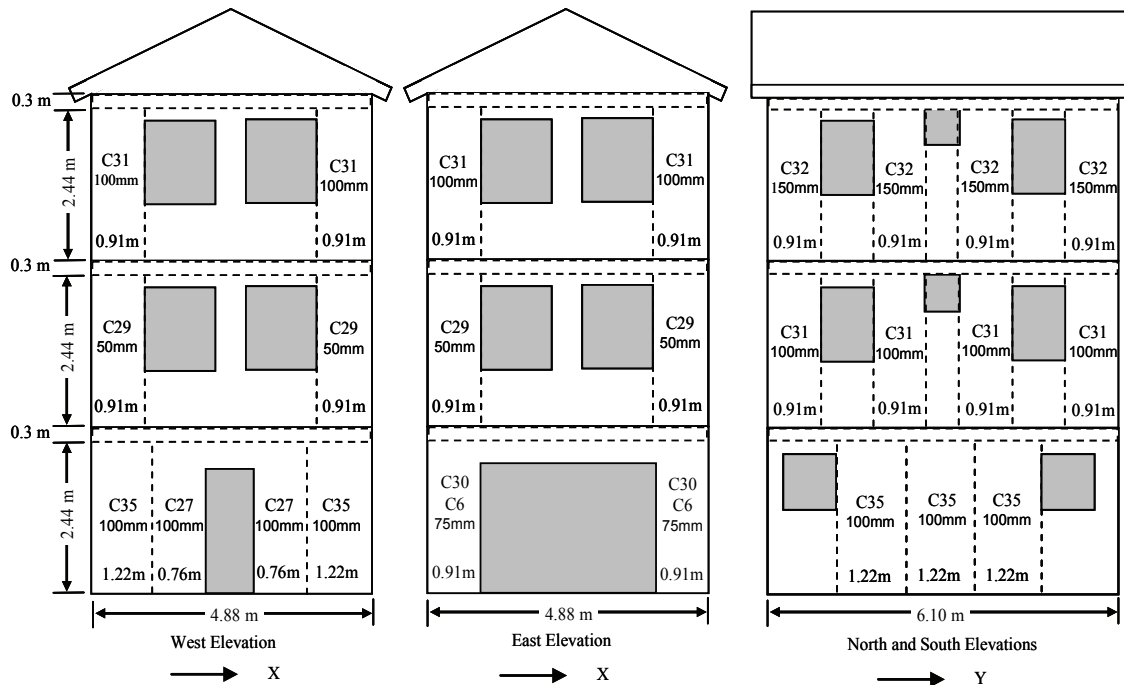 0.3 m
2.44 m
0.3 m
2.44 m
0.3 m
2.44 m
C31
100mm
C31
100mm
0.91m
0.91m
C29
50mm
C29
50mm
0.91m
0.91m
C35
100mm
C27
100mm
C27
100mm
C35
100mm
1.22m
0.76m
0.76m
1.22m
4.88 m
West Elevation
X
C31
100mm
C31
100mm
0.91m
0.91m
C29
50mm
C29
50mm
0.91m
0.91m
C30
C6
75mm
C30
C6
75mm
0.91m
0.91m
4.88 m
East Elevation
X
C32
150mm
C32
150mm
C32
150mm
C32
150mm
0.91m
0.91m
0.91m
0.91m
C31
100mm
C31
100mm
C31
100mm
C31
100mm
0.91m
0.91m
0.91m
0.91m
C35
100mm
C35
100mm
C35
100mm
1.22m
1.22m
1.22m
6.10 m
North and South Elevations
Y